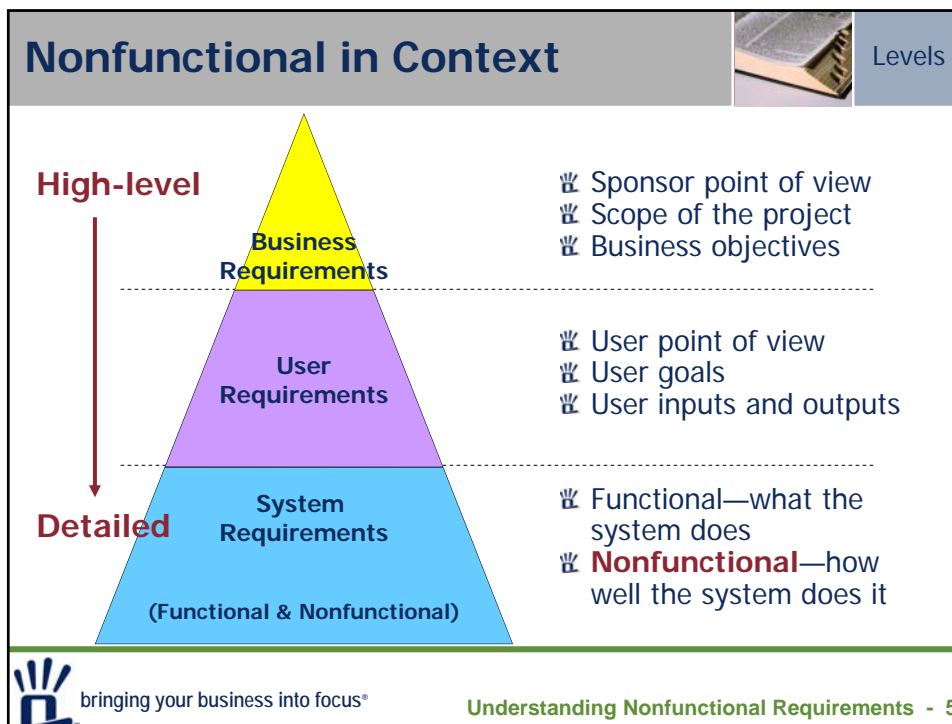 Nonfunctional in Context
Levels
High-level
Detailed
Business
Requirements
User
Requirements
System
Requirements
(Functional & Nonfunctional)
Sponsor point of view
Scope of the project
Business objectives
User point of view
User goals
User inputs and outputs
Functional—what the
system does
Nonfunctional—how
well the system does it
bringing your business into focus®
Understanding Nonfunctional Requirements - 5